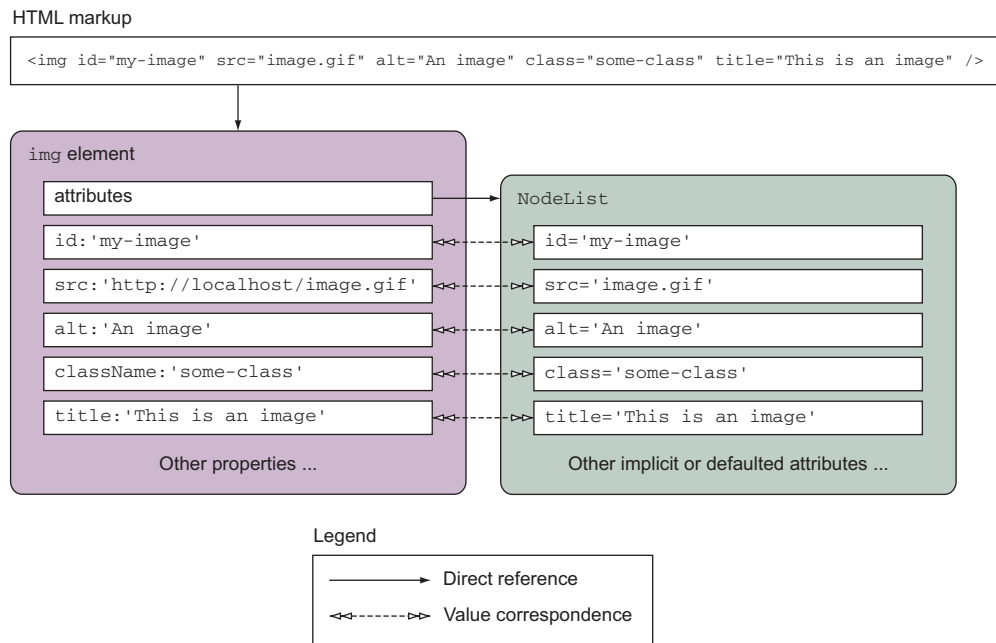 HTML markup
<img id="my-image" src="image.gif" alt="An image" class="some-class" title="This is an image" />
img element
attributes
id:'my-image'
src:'http://localhost/image.gif'
alt:'An image'
className:'some-class'
title:'This is an image'
Other properties ...
NodeList
id='my-image'
src='image.gif'
alt='An image'
class='some-class'
title='This is an image'
Other implicit or defaulted attributes ...
Legend
Direct reference
Value correspondence